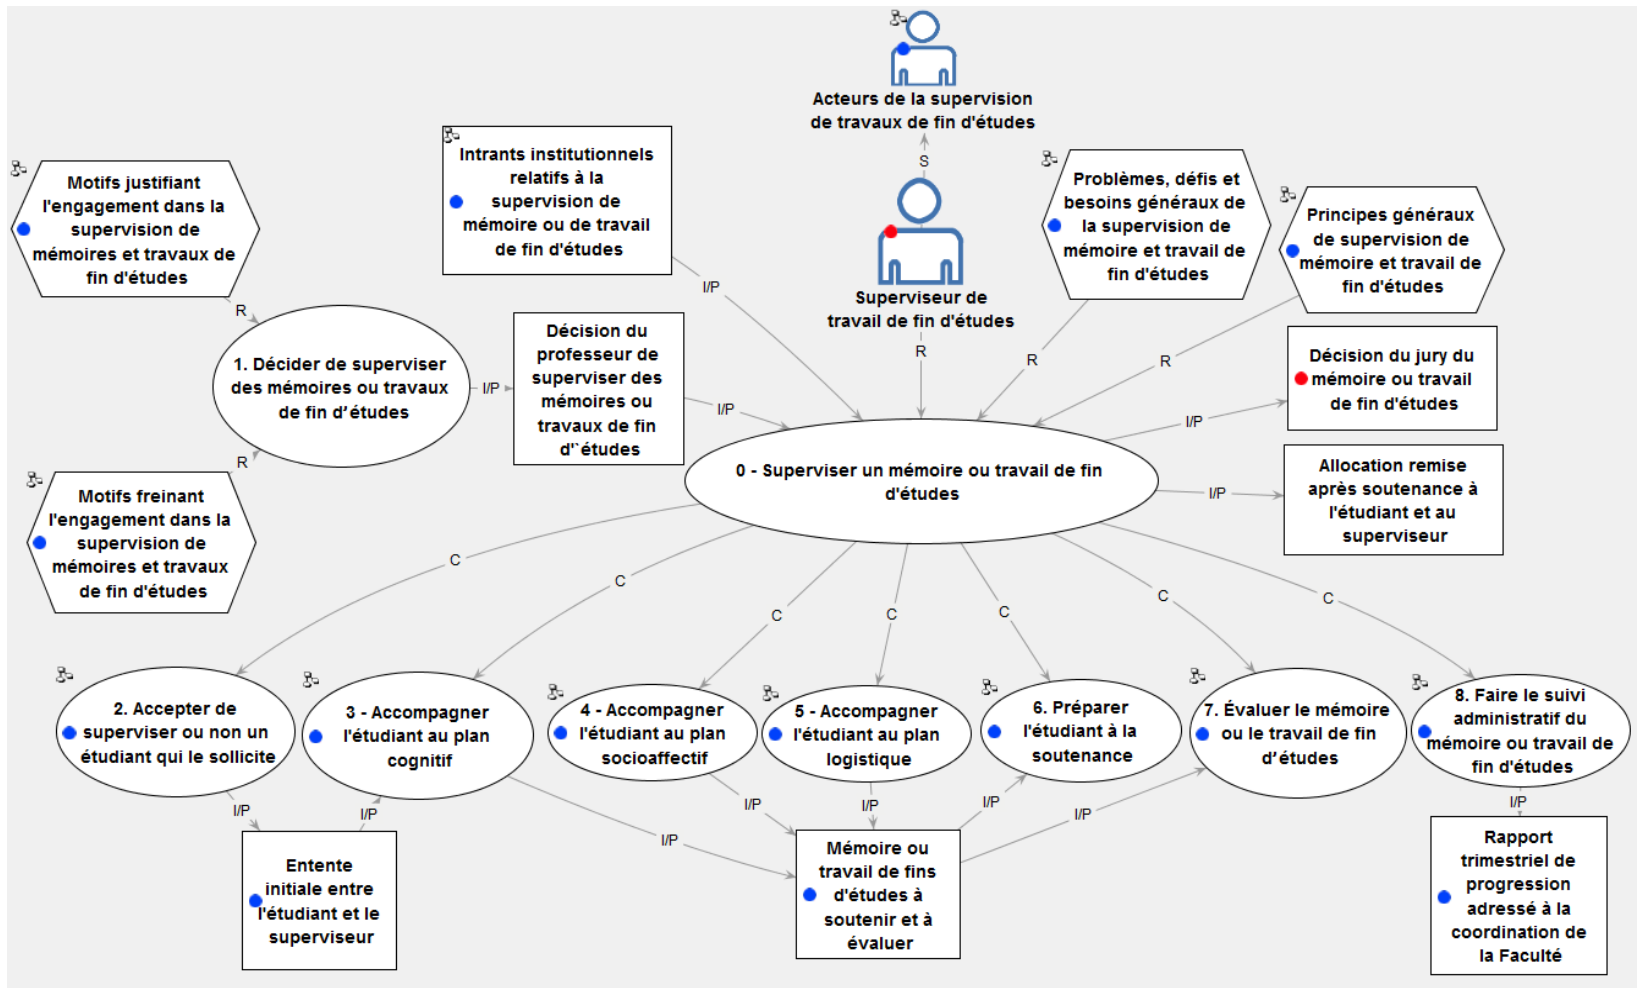 Acteurs de la supervision
de travaux de fin d'études
S
Superviseur de
travail de fin d'études
R
Intrants institutionnels
relatifs à la
supervision de
mémoire ou de travail
de fin d'études
I/P
Problèmes, défis et
besoins généraux de
la supervision de
mémoire et travail de
fin d'études
R
Principes généraux
de supervision de
mémoire et travail de
fin d'études
R
Motifs justifiant
l'engagement dans la
supervision de
mémoires et travaux de
fin d'études
R
1. Décider de superviser
des mémoires ou travaux
de fin d’études
I/P
Décision du
professeur de
superviser des
mémoires ou
travaux de fin
d'`études
I/P
Motifs freinant
l'engagement dans la
supervision de
mémoires et travaux
de fin d'études
R
0 - Superviser un mémoire ou travail de fin
d'études
I/P
Décision du jury du
mémoire ou travail
de fin d'études
I/P
Allocation remise
après soutenance à
l'étudiant et au
superviseur
C
C
C
C
C
C
C
2. Accepter de
superviser ou non un
étudiant qui le sollicite
3 - Accompagner
l'étudiant au plan
cognitif
4 - Accompagner
l'étudiant au plan
socioaffectif
5 - Accompagner
l'étudiant au plan
logistique
6. Préparer
l'étudiant à la
soutenance
7. Évaluer le mémoire
ou le travail de fin
d’études
8. Faire le suivi
administratif du
mémoire ou travail de
fin d'études
I/P
I/P
I/P
I/P
I/P
I/P
I/P
I/P
Entente
initiale entre
l'étudiant et le
superviseur
Mémoire ou
travail de fins
d'études à
soutenir et à
évaluer
Rapport
trimestriel de
progression
adressé à la
coordination de
la Faculté